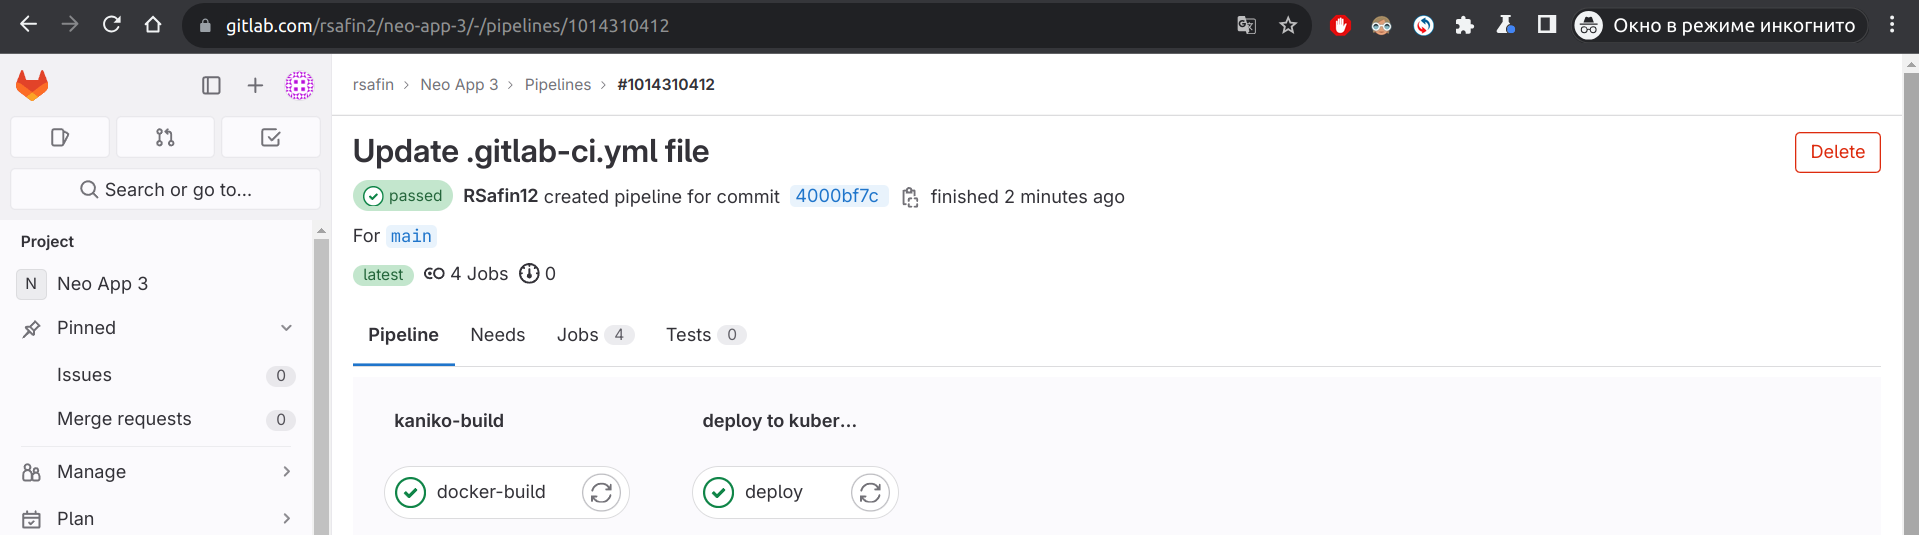 gitlab.com/rsafin2/neo-app-3/-/pipelines/1014310412
Окно в режиме инкогнито
rsafin > Neo App 3 > Pipelines > #1014310412
Update .gitlab-ci.yml file
Delete
passed RSafin12 created pipeline for commit 4000bf7c finished 2 minutes ago
For main
latest 4 Jobs 0
Search or go to...
Project
N Neo App 3
Pinned
Issues 0
Merge requests 0
Manage
Plan
Pipeline Needs Jobs 4 Tests 0
kaniko-build deploy to kuber...
docker-build deploy